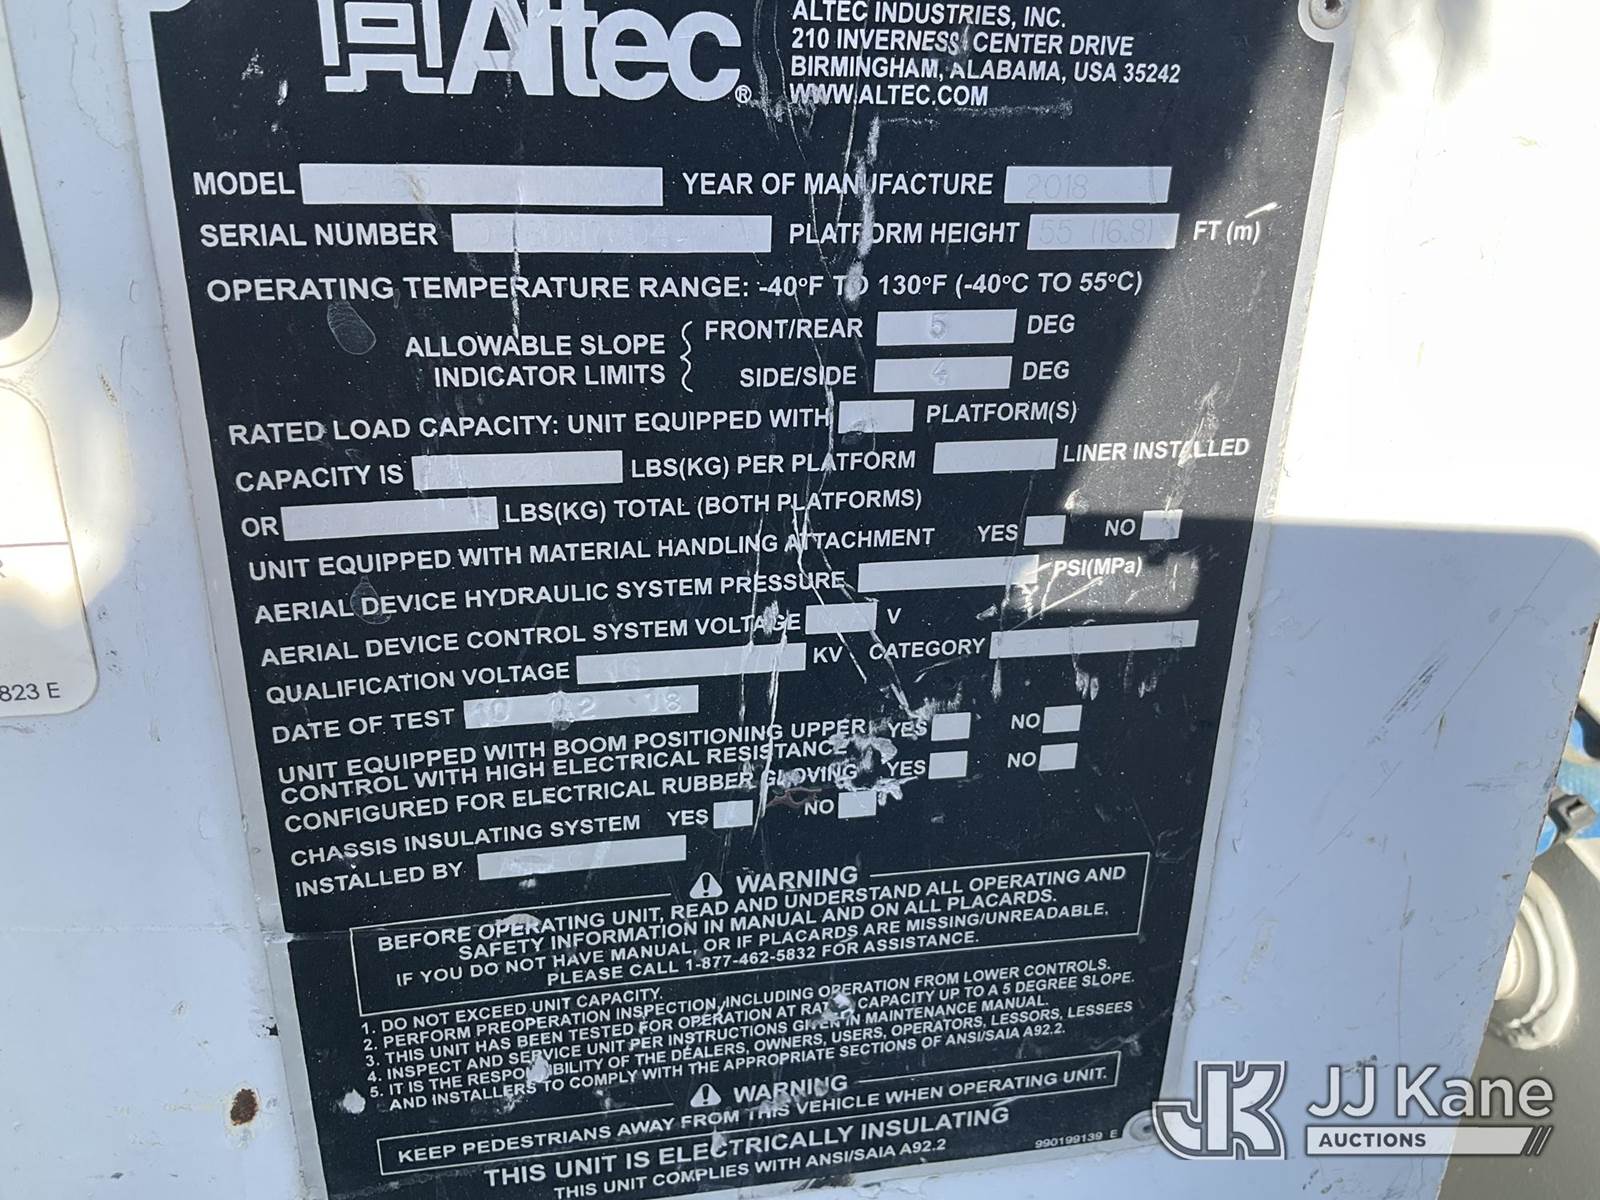 Altec®
ALTEC INDUSTRIES, INC.
210 INVERNESS CENTER DRIVE
BIRMINGHAM, ALABAMA, USA 35242
WWW.ALTEC.COM
MODEL YEAR OF MANUFACTURE 2018
SERIAL NUMBER PLATFORM HEIGHT 55 (16.8) FT (m)
OPERATING TEMPERATURE RANGE: -40°F TO 130°F (-40°C TO 55°C)
ALLOWABLE SLOPE INDICATOR LIMITS
FRONT/REAR 5 DEG
SIDE/SIDE 4 DEG
RATED LOAD CAPACITY: UNIT EQUIPPED WITH PLATFORM(S)
CAPACITY IS LBS(KG) PER PLATFORM LINER INSTALLED
OR LBS(KG) TOTAL (BOTH PLATFORMS)
UNIT EQUIPPED WITH MATERIAL HANDLING ATTACHMENT YES NO
AERIAL DEVICE HYDRAULIC SYSTEM PRESSURE PSI(MPa)
AERIAL DEVICE CONTROL SYSTEM VOLTAGE V
QUALIFICATION VOLTAGE 46 KV CATEGORY
DATE OF TEST 10 02 18
UNIT EQUIPPED WITH BOOM POSITIONING UPPER YES NO
CONTROL WITH HIGH ELECTRICAL RESISTANCE
CONFIGURED FOR ELECTRICAL RUBBER GLOVING YES NO
CHASSIS INSULATING SYSTEM YES NO
INSTALLED BY
WARNING
BEFORE OPERATING UNIT, READ AND UNDERSTAND ALL OPERATING AND
SAFETY INFORMATION IN MANUAL AND ON ALL PLACARDS.
IF YOU DO NOT HAVE MANUAL, OR IF PLACARDS ARE MISSING/UNREADABLE,
PLEASE CALL 1-877-462-5832 FOR ASSISTANCE.
1. DO NOT EXCEED UNIT CAPACITY.
2. PERFORM PREOPERATION INSPECTION, INCLUDING OPERATION FROM LOWER CONTROLS.
3. THIS UNIT HAS BEEN TESTED FOR OPERATION AT RATED CAPACITY UP TO A 5 DEGREE SLOPE.
4. INSPECT AND SERVICE UNIT PER INSTRUCTIONS GIVEN IN MAINTENANCE MANUAL.
5. IT IS THE RESPONSIBILITY OF THE DEALERS, OWNERS, USERS, OPERATORS, LESSORS, LESSEES
AND INSTALLERS TO COMPLY WITH THE APPROPRIATE SECTIONS OF ANSI/SAIA A92.2.
WARNING
KEEP PEDESTRIANS AWAY FROM THIS VEHICLE WHEN OPERATING UNIT.
THIS UNIT IS ELECTRICALLY INSULATING
THIS UNIT COMPLIES WITH ANSI/SAIA A92.2
990199139 E
823 E
R
JK JJ Kane
AUCTIONS